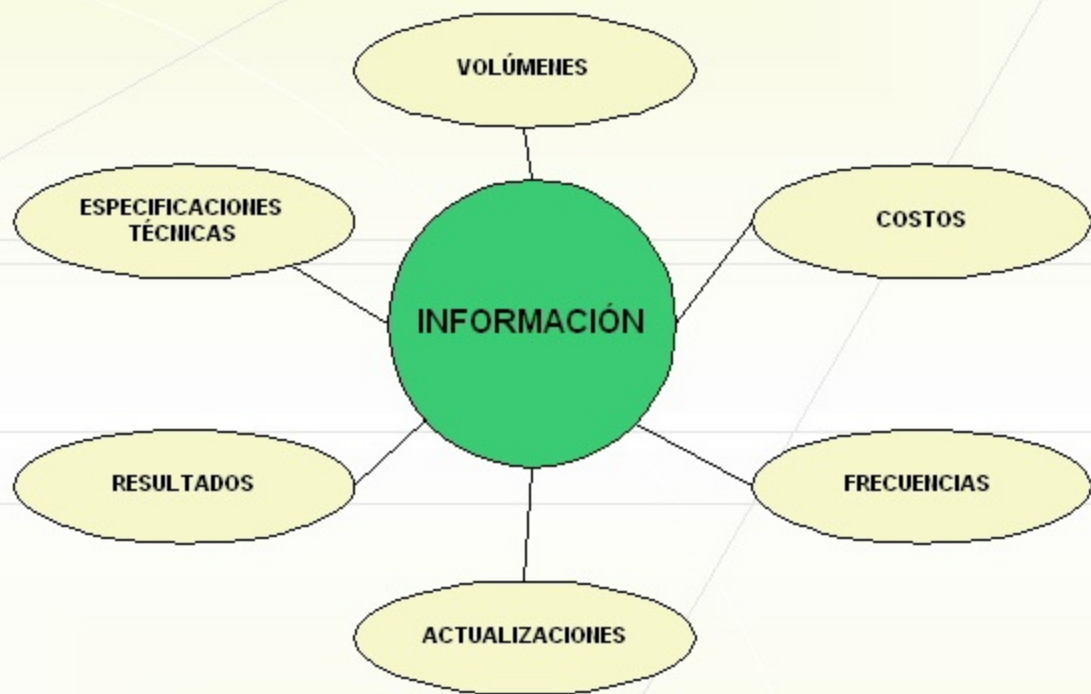 VOLÚMENES
ESPECIFICACIONES
TÉCNICAS
COSTOS
INFORMACIÓN
RESULTADOS
FRECUENCIAS
ACTUALIZACIONES